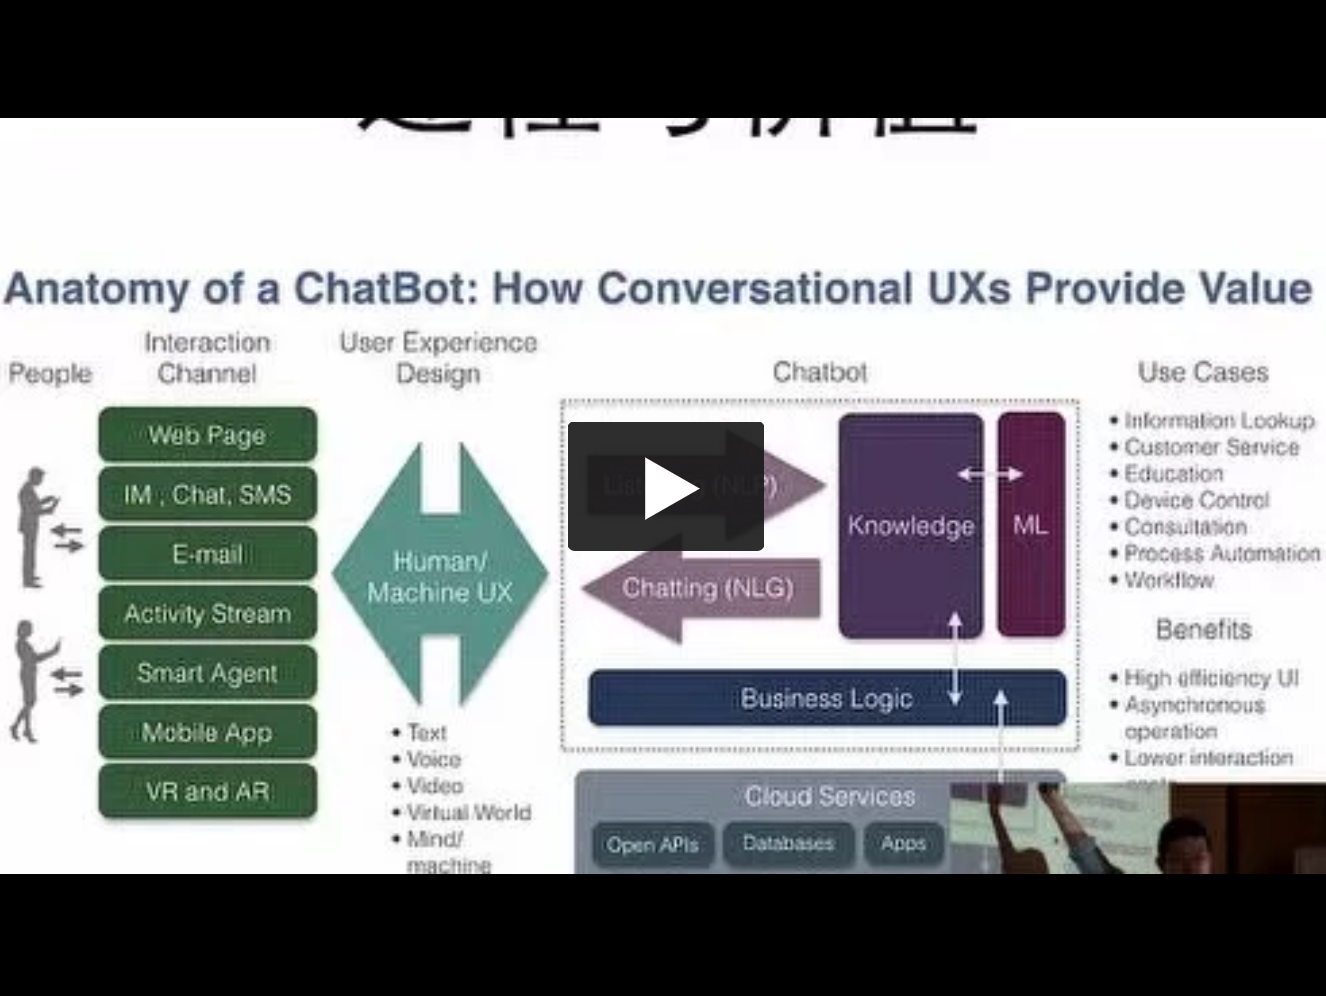 Anatomy of a ChatBot: How Conversational UXs Provide Value
People
Interaction
Channel
User Experience
Design
Chatbot
Use Cases
Web Page
IM , Chat, SMS
E-mail
Activity Stream
Smart Agent
Mobile App
VR and AR
Human/
Machine UX
• Text
• Voice
• Video
• Virtual World
• Mind/
machine
(NLP)
Chatting (NLG)
Knowledge
ML
Business Logic
Cloud Services
Open APIs
Databases
Apps
• Information Lookup
• Customer Service
• Education
• Device Control
• Consultation
• Process Automation
• Workflow
Benefits
• High efficiency UI
• Asynchronous
operation
• Lower interaction